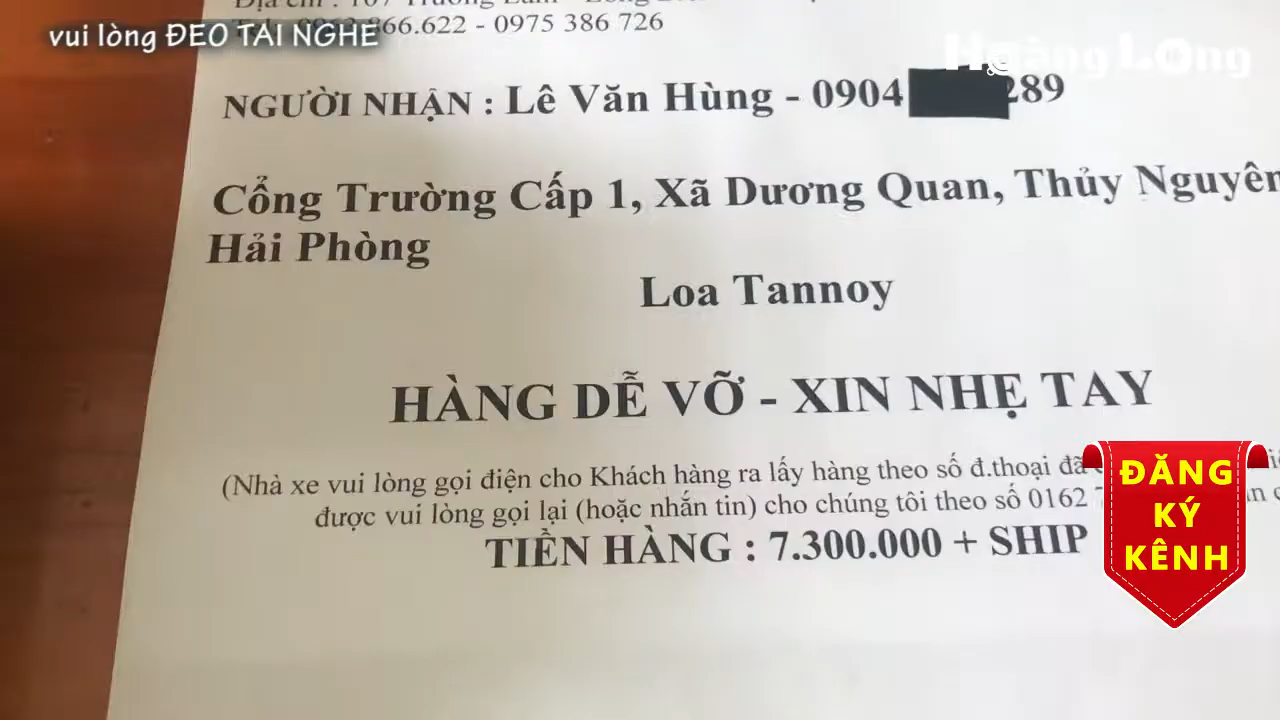 vui lòng ĐEO TAI NGHE
866.622 - 0975 386 726
Hoàng Long
NGƯỜI NHẬN : Lê Văn Hùng - 0904 289
Cổng Trường Cấp 1, Xã Dương Quan, Thủy Nguyên
Hải Phòng
Loa Tannoy
HÀNG DỄ VỠ - XIN NHẸ TAY
(Nhà xe vui lòng gọi điện cho Khách hàng ra lấy hàng theo số đ.thoại đã
được vui lòng gọi lại (hoặc nhắn tin) cho chúng tôi theo số 0162
TIỀN HÀNG : 7.300.000 + SHIP
ĐĂNG
KÝ
KÊNH